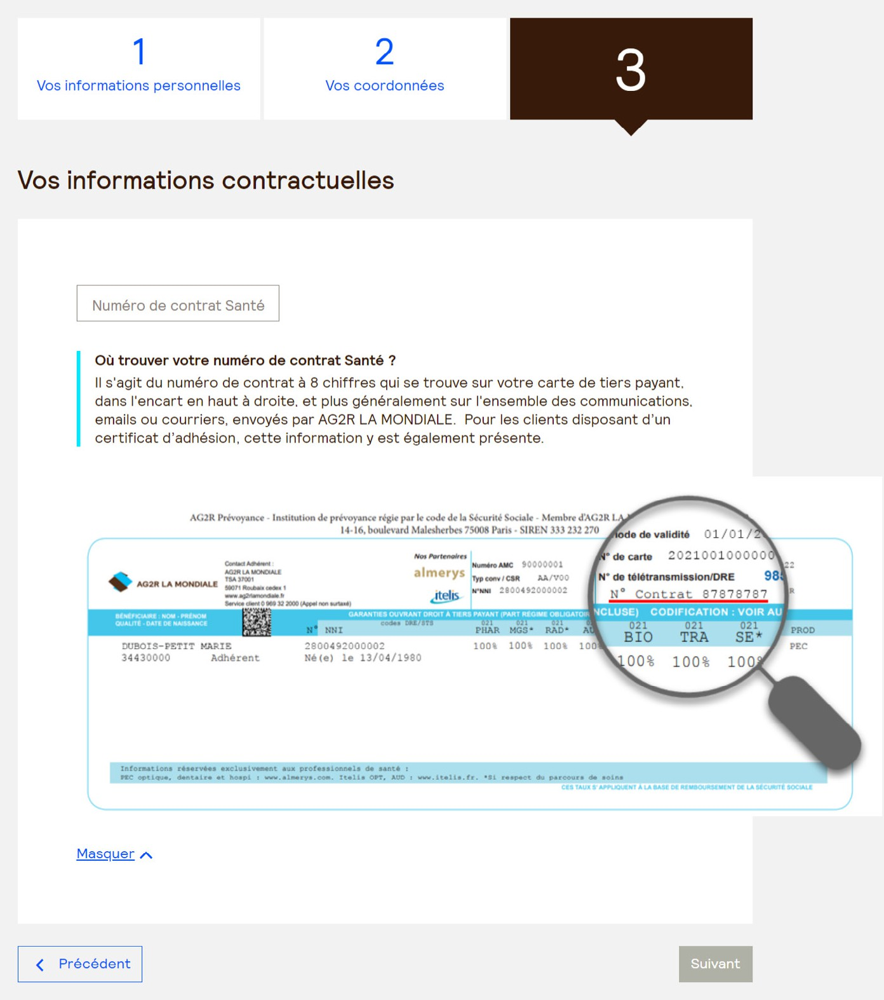 1
Vos informations personnelles
2
Vos coordonnées
3
Vos informations contractuelles
Numéro de contrat Santé
Où trouver votre numéro de contrat Santé ?
Il s'agit du numéro de contrat à 8 chiffres qui se trouve sur votre carte de tiers payant,
dans l'encart en haut à droite, et plus généralement sur l'ensemble des communications,
emails ou courriers, envoyés par AG2R LA MONDIALE.  Pour les clients disposant d’un
certificat d’adhésion, cette information y est également présente.
AG2R Prévoyance - Institution de prévoyance régie par le code de la Sécurité Sociale - Membre d'AG2R LA
14-16, boulevard Malesherbes 75008 Paris - SIREN 333 232 270
AG2R LA MONDIALE
Contact Adhérent :
AG2R LA MONDIALE
TSA 37001
59071 Roubaix cedex 1
www.ag2rlamondiale.fr
Service client 0 969 32 2000 (Appel non surtaxé)
Nos Partenaires
almerys
itelis
Numéro AMC 90000001
Typ conv / CSR AA/V00
N°NNI 2800492000002
iode de validité 01/01/2
N° de carte 2021001000000
22
N° de télétransmission/DRE 985
R
N° Contrat 87878787
BÉNÉFICIAIRE : NOM - PRÉNOM
QUALITÉ - DATE DE NAISSANCE
GARANTIES OUVRANT DROIT À TIERS PAYANT (PART RÉGIME OBLIGATOIR
NCLUSE) CODIFICATION : VOIR AU
codes DRE/STS 021 021 021 021 021 021
N° NNI PHAR MGS* RAD* AU BIO TRA SE* PROD
DUBOIS-PETIT MARIE 2800492000002 100% 100% 100% 100% 100% 100% 100% PEC
34430000 Adhérent Né(e) le 13/04/1980
Informations réservées exclusivement aux professionnels de santé :
PEC optique, dentaire et hospi : www.almerys.com. Itelis OPT, AUD : www.itelis.fr. *Si respect du parcours de soins
CES TAUX S' APPLIQUENT À LA BASE DE REMBOURSEMENT DE LA SÉCURITÉ SOCIALE
Masquer
Précédent
Suivant